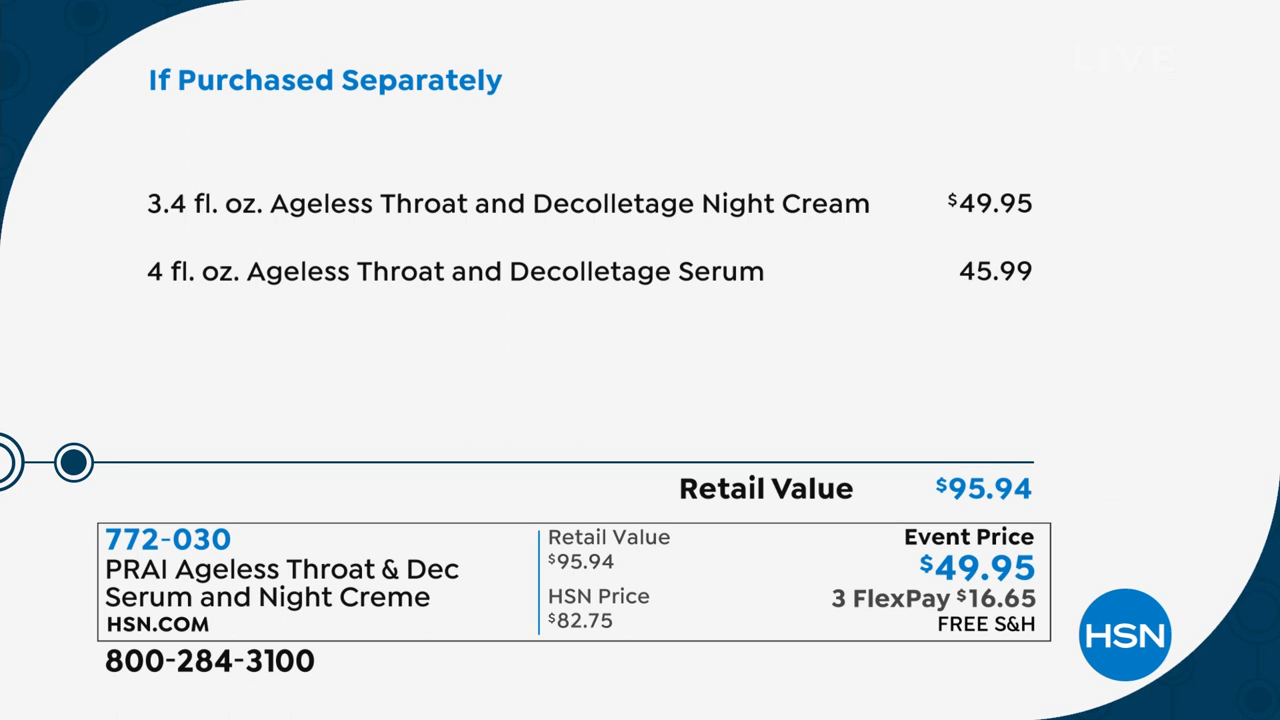 LIVE
If Purchased Separately
3.4 fl. oz. Ageless Throat and Decolletage Night Cream $49.95
4 fl. oz. Ageless Throat and Decolletage Serum 45.99
Retail Value $95.94
772-030
PRAI Ageless Throat & Dec
Serum and Night Creme
HSN.COM
Retail Value
$95.94
HSN Price
$82.75
Event Price
$49.95
3 FlexPay $16.65
FREE S&H
HSN
800-284-3100